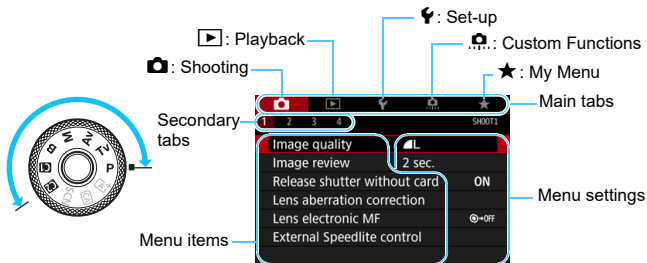 : Set-up
: Playback
: Custom Functions
: Shooting
: My Menu
Main tabs
Secondary tabs
1 2 3 4 SHOOT1
Image quality L
Image review 2 sec.
Release shutter without card ON
Lens aberration correction
Lens electronic MF OFF
External Speedlite control
Menu settings
Menu items
B M Av Tv P
SCN A+